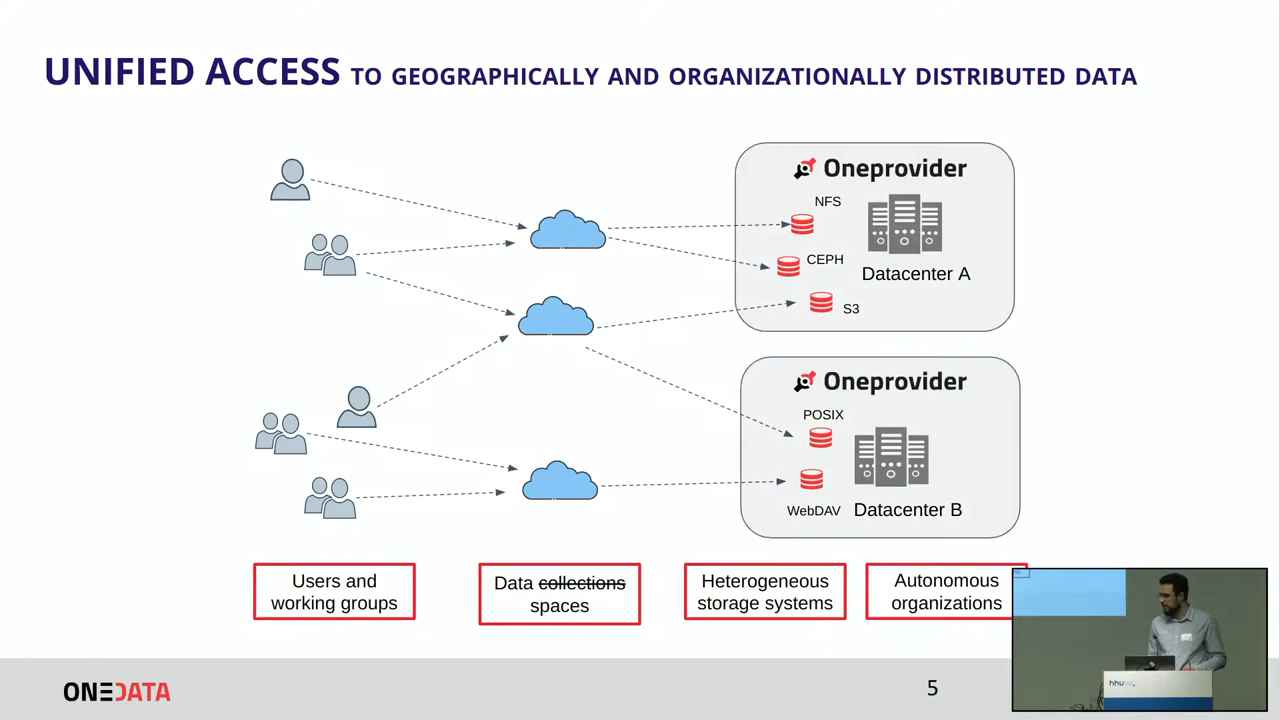 UNIFIED ACCESS TO GEOGRAPHICALLY AND ORGANIZATIONALLY DISTRIBUTED DATA
Oneprovider
NFS
CEPH
Datacenter A
S3
Oneprovider
POSIX
WebDAV
Datacenter B
Users and
working groups
Data collections
spaces
Heterogeneous
storage systems
Autonomous
organizations
ONEDATA
5
hhu